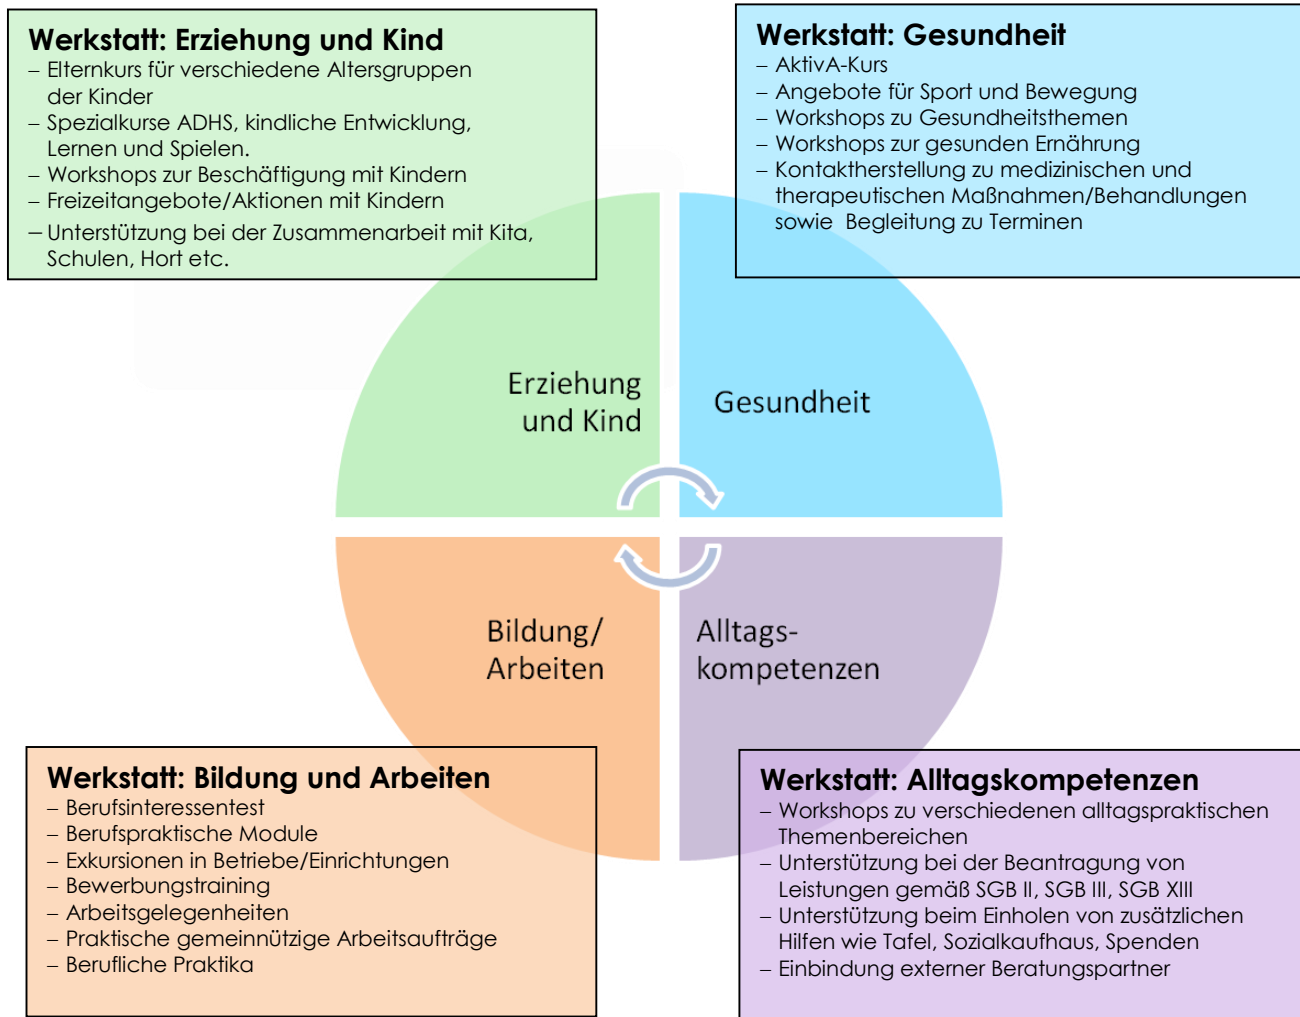 Werkstatt: Erziehung und Kind
– Elternkurs für verschiedene Altersgruppen
der Kinder
– Spezialkurse ADHS, kindliche Entwicklung,
Lernen und Spielen.
– Workshops zur Beschäftigung mit Kindern
– Freizeitangebote/Aktionen mit Kindern
– Unterstützung bei der Zusammenarbeit mit Kita,
Schulen, Hort etc.
Werkstatt: Gesundheit
– AktivA-Kurs
– Angebote für Sport und Bewegung
– Workshops zu Gesundheitsthemen
– Workshops zur gesunden Ernährung
– Kontaktherstellung zu medizinischen und
therapeutischen Maßnahmen/Behandlungen
sowie  Begleitung zu Terminen
Erziehung
und Kind
Gesundheit
Bildung/
Arbeiten
Alltags-
kompetenzen
Werkstatt: Bildung und Arbeiten
– Berufsinteressentest
– Berufspraktische Module
– Exkursionen in Betriebe/Einrichtungen
– Bewerbungstraining
– Arbeitsgelegenheiten
– Praktische gemeinnützige Arbeitsaufträge
– Berufliche Praktika
Werkstatt: Alltagskompetenzen
– Workshops zu verschiedenen alltagspraktischen
Themenbereichen
– Unterstützung bei der Beantragung von
Leistungen gemäß SGB II, SGB III, SGB XIII
– Unterstützung beim Einholen von zusätzlichen
Hilfen wie Tafel, Sozialkaufhaus, Spenden
– Einbindung externer Beratungspartner